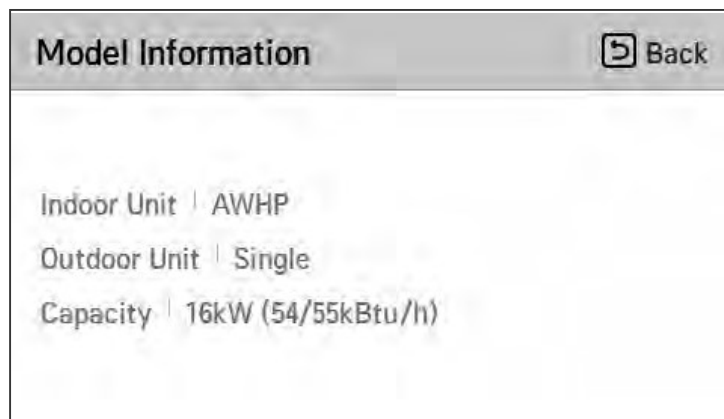 Model Information
Back
Indoor Unit | AWHP
Outdoor Unit | Single
Capacity | 16kW (54/55kBtu/h)